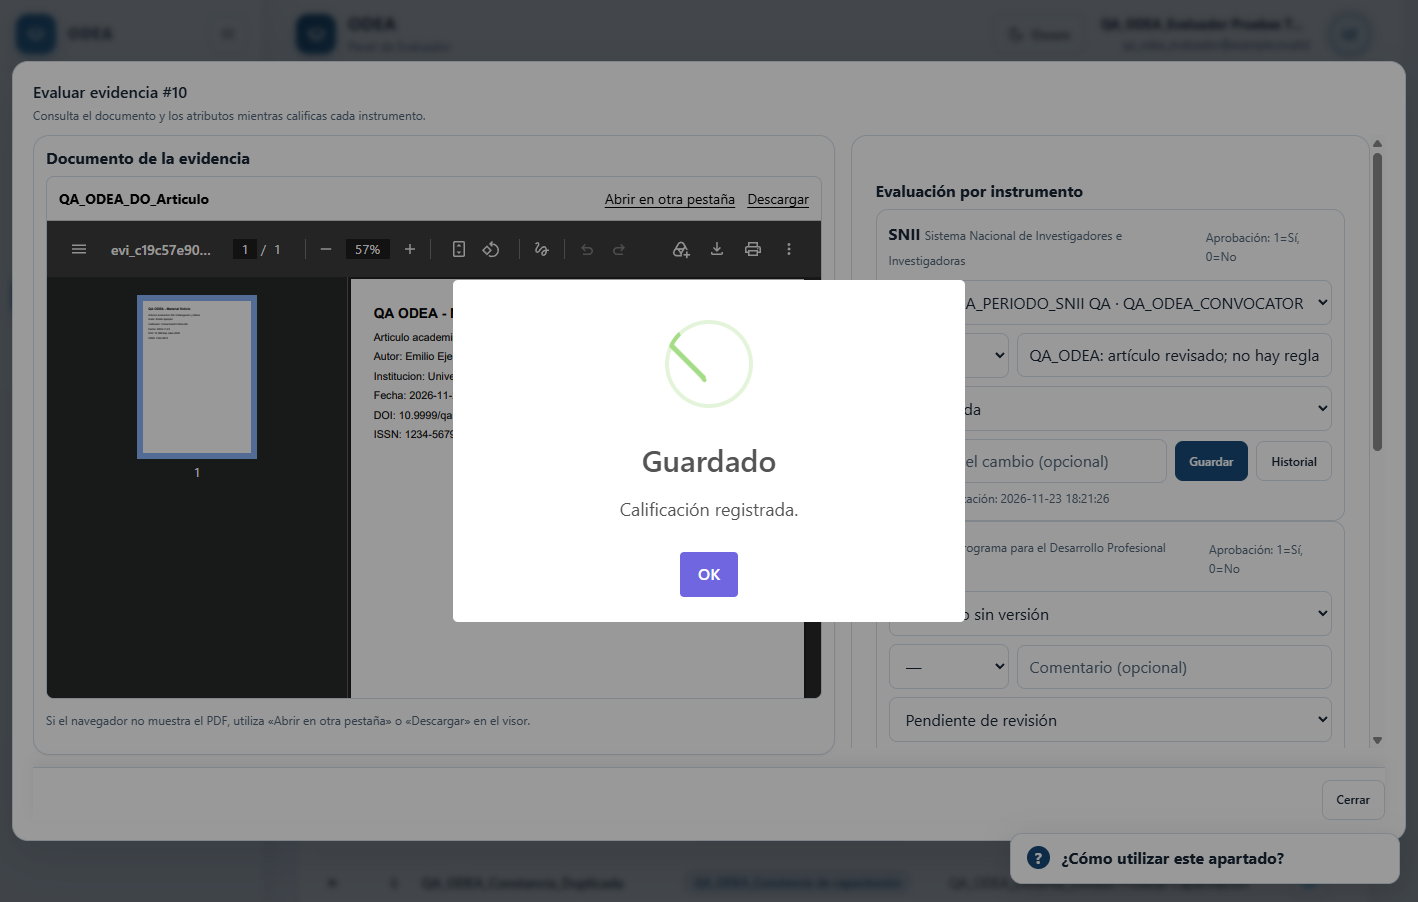 ODEA
ODEA
Panel de Evaluación
Evaluar evidencia #10
Consulta el documento y los atributos mientras calificas cada instrumento.
Documento de la evidencia
QA_ODEA_DO_Articulo
Abrir en otra pestaña
Descargar
evi_c19c57e90...
1 / 1
57%
1
QA ODEA -
Articulo academi
Autor: Emilio Eje
Institucion: Unive
Fecha: 2026-11-
DOI: 10.9999/qa
ISSN: 1234-5679
Si el navegador no muestra el PDF, utiliza «Abrir en otra pestaña» o «Descargar» en el visor.
Evaluación por instrumento
SNII Sistema Nacional de Investigadores e Investigadoras
Aprobación: 1=Sí, 0=No
A_PERIODO_SNII QA · QA_ODEA_CONVOCATOR
QA_ODEA: artículo revisado; no hay regla
da
el cambio (opcional)
Guardar
Historial
ación: 2026-11-23 18:21:26
rograma para el Desarrollo Profesional
Aprobación: 1=Sí, 0=No
o sin versión
—
Comentario (opcional)
Pendiente de revisión
Guardado
Calificación registrada.
OK
Cerrar
? ¿Cómo utilizar este apartado?